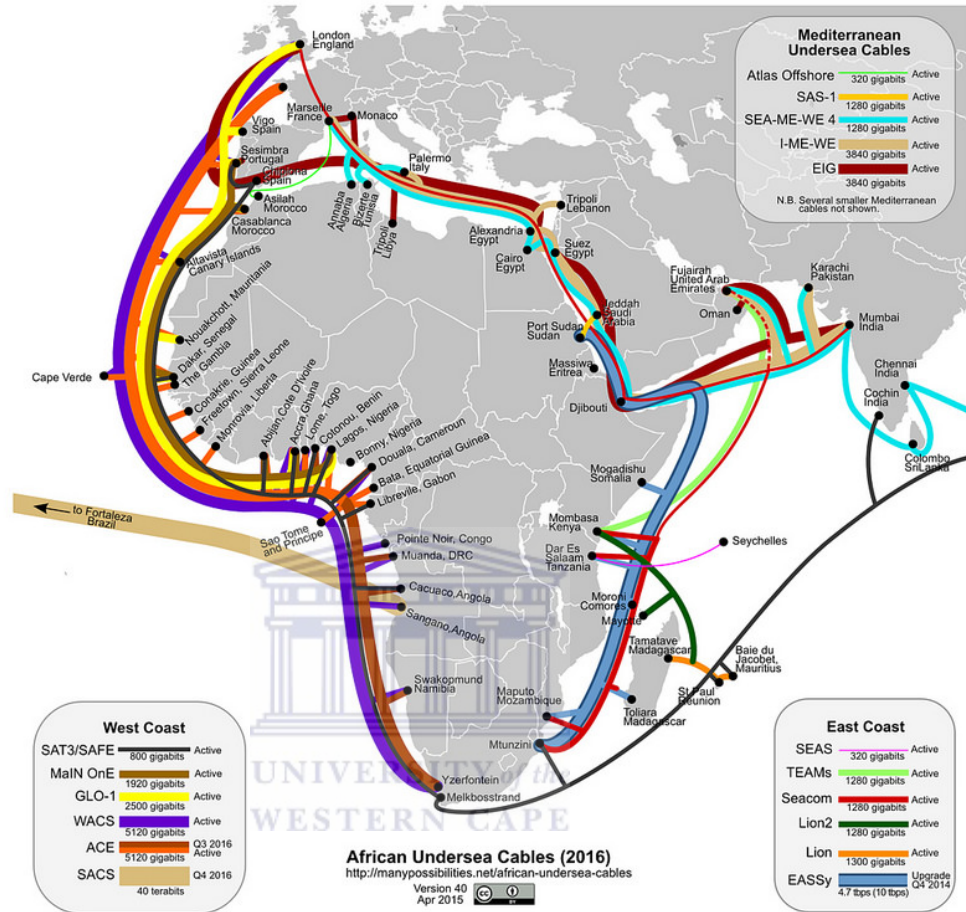 London
England
Marseille
France
Monaco
Vigo
Spain
Sesimbra
Portugal
Chipiona
Spain
Asilah
Morocco
Casablanca
Morocco
Annaba
Algeria
Bizerte
Tunisia
Palermo
Italy
Tripoli
Libya
Tripoli
Lebanon
Alexandria
Egypt
Cairo
Egypt
Suez
Egypt
Altavista
Canary Islands
Jeddah
Saudi
Arabia
Port Sudan
Sudan
Massiwa
Eritrea
Djibouti
Fujairah
United Arab
Emirates
Oman
Karachi
Pakistan
Mumbai
India
Chennai
India
Cochin
India
Colombo
SriLanka
Nouakchott, Mauritania
Dakar, Senegal
The Gambia
Cape Verde
Conakrie, Guinea
Freetown, Sierra Leone
Monrovia, Liberia
Abijan,Cote D'Ivoire
Accra,Ghana
Lome, Togo
Cotonou, Benin
Lagos, Nigeria
Bonny, Nigeria
Douala, Cameroun
Bata, Equatorial Guinea
Libreville, Gabon
Sao Tome
and Principe
to Fortaleza
Brazil
Pointe Noir, Congo
Muanda, DRC
Cacuaco,Angola
Sangano,Angola
Swakopmund
Namibia
Yzerfontein
Melkbosstrand
Mogadishu
Somalia
Mombasa
Kenya
Dar Es
Salaam
Tanzania
Seychelles
Moroni
Comores
Mayotte
Tamatave
Madagascar
Baie du
Jacobet,
Mauritius
St Paul
Reunion
Toliara
Madagascar
Maputo
Mozambique
Mtunzini
Mediterranean
Undersea Cables
Atlas Offshore Active
320 gigabits
SAS-1 Active
1280 gigabits
SEA-ME-WE 4 Active
1280 gigabits
I-ME-WE Active
3840 gigabits
EIG Active
3840 gigabits
N.B. Several smaller Mediterranean
cables not shown.
West Coast
SAT3/SAFE Active
800 gigabits
MaIN OnE Active
1920 gigabits
GLO-1 Active
2500 gigabits
WACS Active
5120 gigabits
ACE Q3 2016
Active
5120 gigabits
SACS Q4 2016
40 terabits
East Coast
SEAS Active
320 gigabits
TEAMs Active
1280 gigabits
Seacom Active
1280 gigabits
Lion2 Active
1280 gigabits
Lion Active
1300 gigabits
EASSy Upgrade
Q4 2014
4.7 tbps (10 tbps)
UNIVERSITY of the
WESTERN CAPE
African Undersea Cables (2016)
http://manypossibilities.net/african-undersea-cables
Version 40
Apr 2015
cc
BY